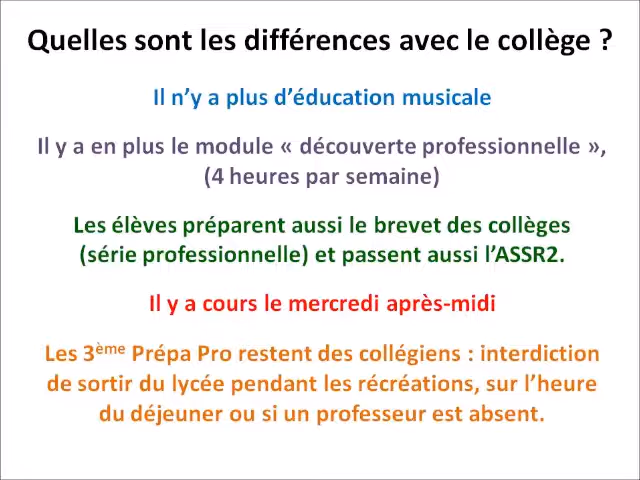 Quelles sont les différences avec le collège ?
Il n’y a plus d’éducation musicale
Il y a en plus le module « découverte professionnelle »,
(4 heures par semaine)
Les élèves préparent aussi le brevet des collèges
(série professionnelle) et passent aussi l’ASSR2.
Il y a cours le mercredi après-midi
Les 3ème Prépa Pro restent des collégiens : interdiction
de sortir du lycée pendant les récréations, sur l’heure
du déjeuner ou si un professeur est absent.